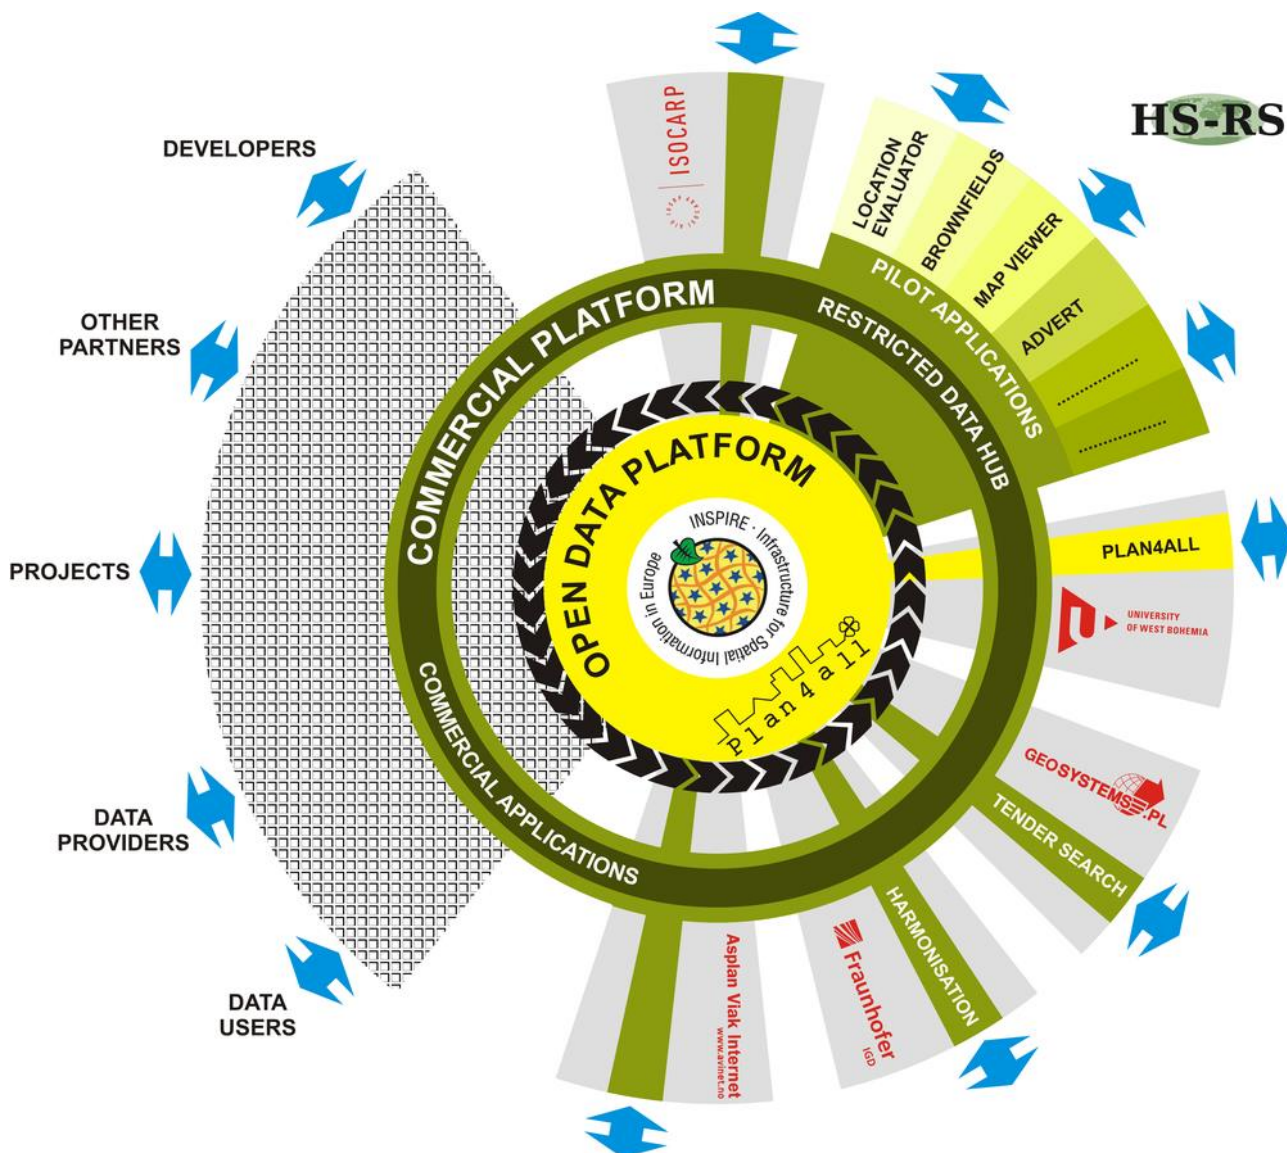 HS-RS
DEVELOPERS
OTHER
PARTNERS
PROJECTS
DATA
PROVIDERS
DATA
USERS
ISOCARP
LOCATION
EVALUATOR
BROWNFIELDS
MAP VIEWER
ADVERT
....................
....................
PILOT APPLICATIONS
RESTRICTED DATA HUB
COMMERCIAL PLATFORM
COMMERCIAL APPLICATIONS
OPEN DATA PLATFORM
INSPIRE · Infrastructure for Spatial Information in Europe
Plan4all
PLAN4ALL
UNIVERSITY
OF WEST BOHEMIA
GEOSYSTEMS.PL
TENDER SEARCH
HARMONISATION
Fraunhofer
IGD
Asplan Viak Internet
www.avinet.no